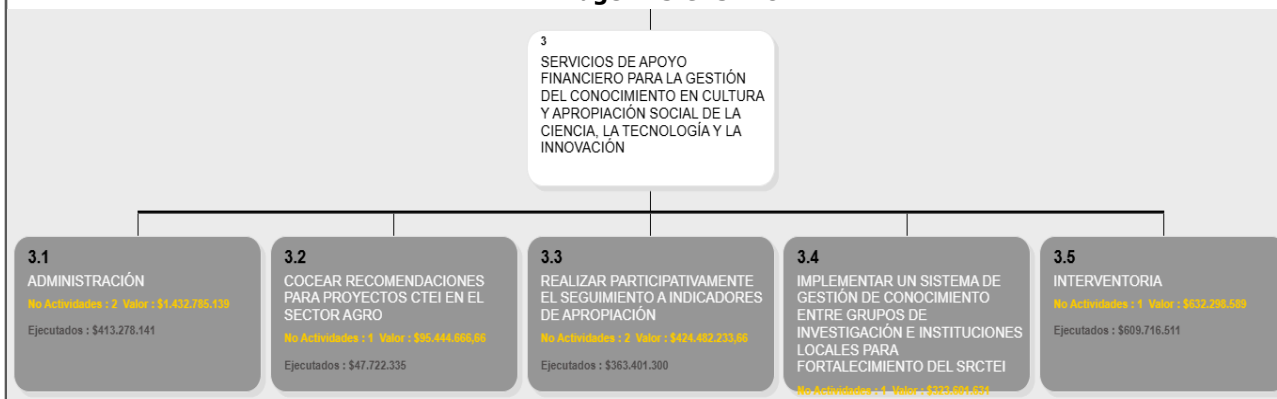 3
SERVICIOS DE APOYO
FINANCIERO PARA LA GESTIÓN
DEL CONOCIMIENTO EN CULTURA
Y APROPIACIÓN SOCIAL DE LA
CIENCIA, LA TECNOLOGÍA Y LA
INNOVACIÓN
3.1
ADMINISTRACIÓN
No Actividades : 2 Valor : $1.432.785.139
Ejecutados : $413.278.141
3.2
COCEAR RECOMENDACIONES
PARA PROYECTOS CTEI EN EL
SECTOR AGRO
No Actividades : 1 Valor : $95.444.666,66
Ejecutados : $47.722.335
3.3
REALIZAR PARTICIPATIVAMENTE
EL SEGUIMIENTO A INDICADORES
DE APROPIACIÓN
No Actividades : 2 Valor : $424.482.233,66
Ejecutados : $363.401.300
3.4
IMPLEMENTAR UN SISTEMA DE
GESTIÓN DE CONOCIMIENTO
ENTRE GRUPOS DE
INVESTIGACIÓN E INSTITUCIONES
LOCALES PARA
FORTALECIMIENTO DEL SRCTEI
No Actividades : 1 Valor :
3.5
INTERVENTORIA
No Actividades : 1 Valor : $632.298.589
Ejecutados : $609.716.511